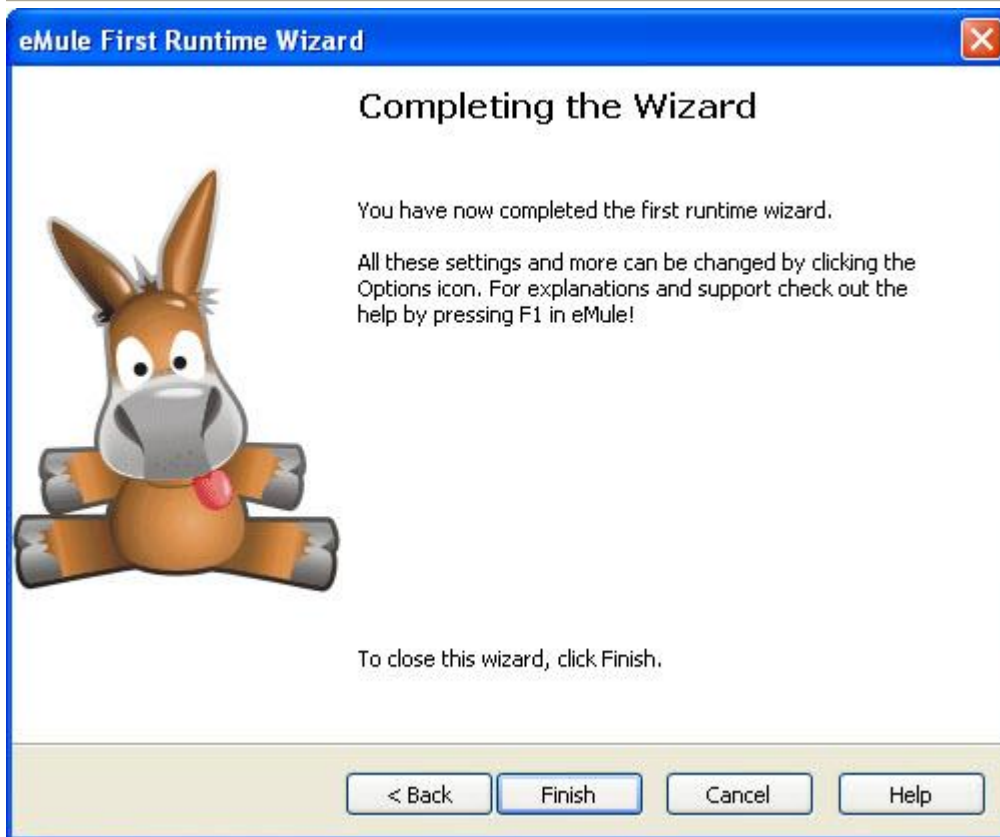 eMule First Runtime Wizard
Completing the Wizard
You have now completed the first runtime wizard.
All these settings and more can be changed by clicking the
Options icon. For explanations and support check out the
help by pressing F1 in eMule!
To close this wizard, click Finish.
< Back Finish Cancel Help